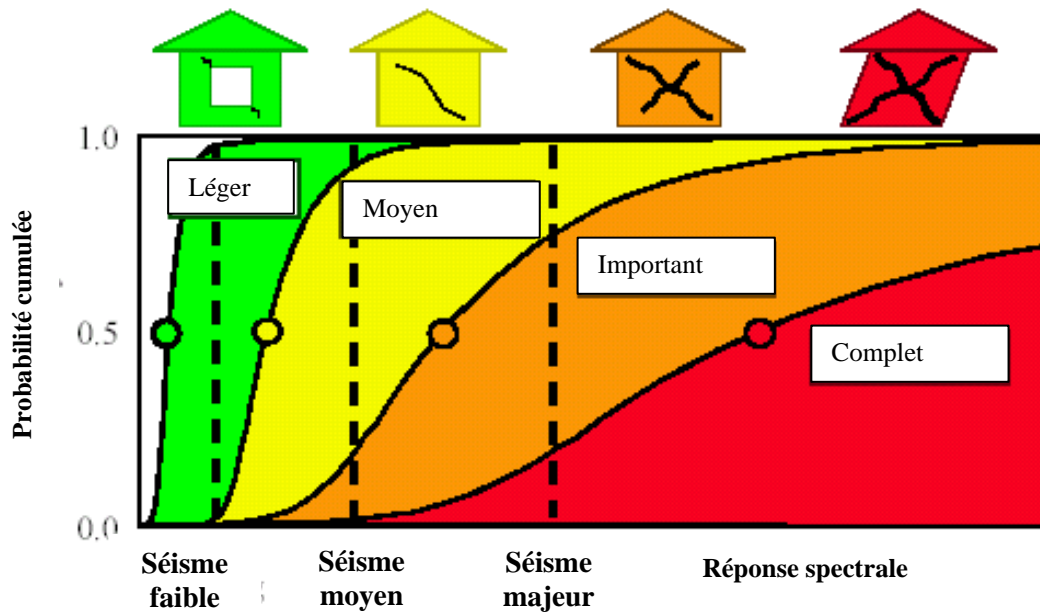 1.0
Léger
Moyen
Important
0.5
Complet
Probabilité cumulée
0.0
Séisme
faible
Séisme
moyen
Séisme
majeur
Réponse spectrale